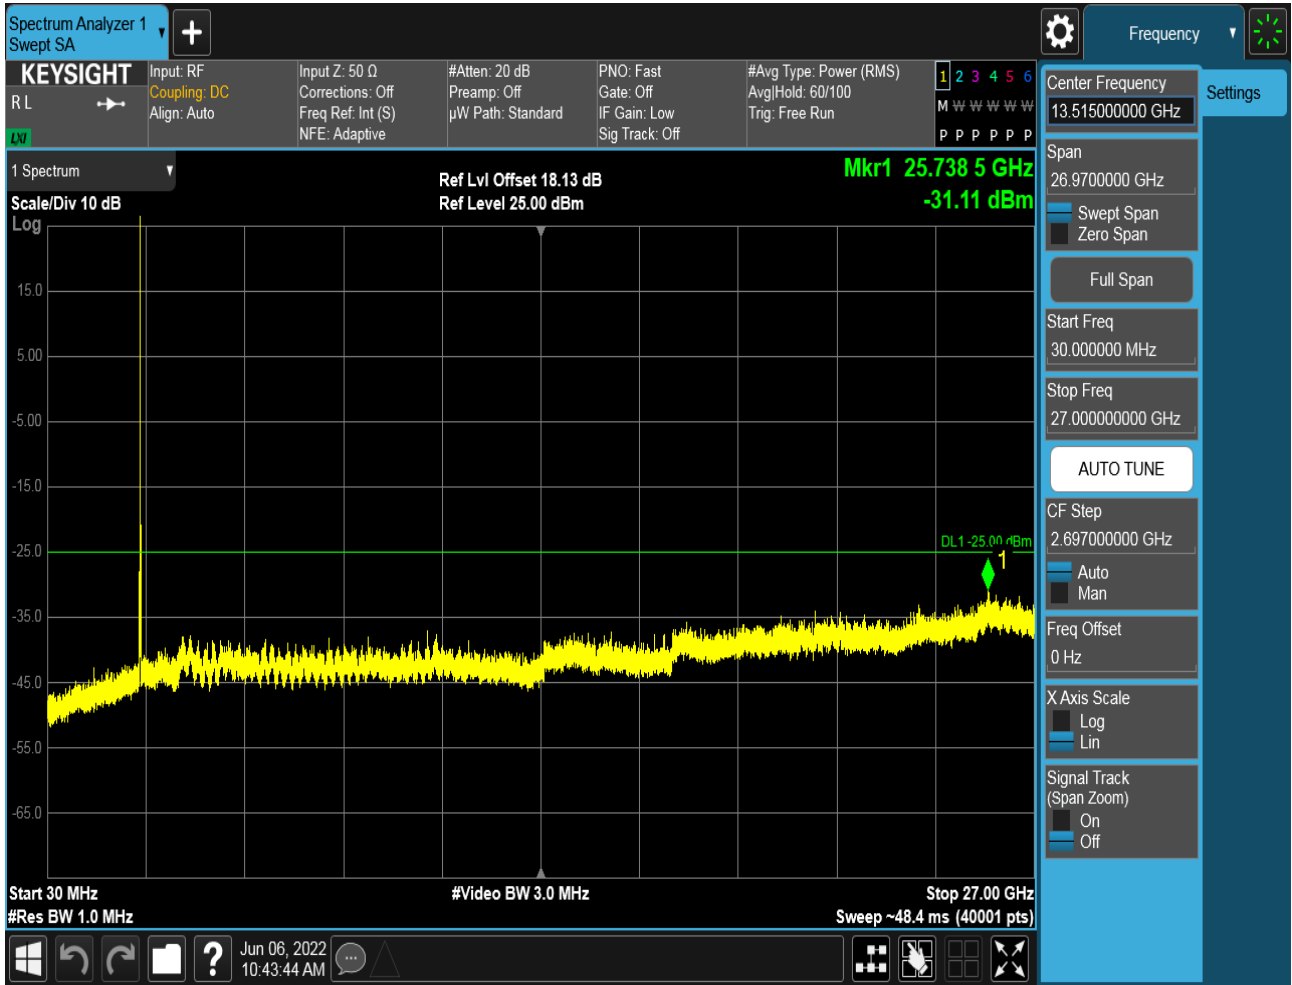 Spectrum Analyzer 1
Swept SA
Frequency
KEYSIGHT
R L
LXI
Input: RF
Coupling: DC
Align: Auto
Input Z: 50 Ω
Corrections: Off
Freq Ref: Int (S)
NFE: Adaptive
#Atten: 20 dB
Preamp: Off
µW Path: Standard
PNO: Fast
Gate: Off
IF Gain: Low
Sig Track: Off
#Avg Type: Power (RMS)
Avg|Hold: 60/100
Trig: Free Run
1 2 3 4 5 6
M W W W W W
P P P P P P
1 Spectrum
Scale/Div 10 dB
Log
Ref Lvl Offset 18.13 dB
Ref Level 25.00 dBm
Mkr1 25.738 5 GHz
-31.11 dBm
15.0
5.00
-5.00
-15.0
-25.0
-35.0
-45.0
-55.0
-65.0
DL1 -25.00 dBm
1
Start 30 MHz
#Res BW 1.0 MHz
#Video BW 3.0 MHz
Stop 27.00 GHz
Sweep ~48.4 ms (40001 pts)
Center Frequency
13.515000000 GHz
Span
26.9700000 GHz
Swept Span
Zero Span
Full Span
Start Freq
30.000000 MHz
Stop Freq
27.000000000 GHz
AUTO TUNE
CF Step
2.697000000 GHz
Auto
Man
Freq Offset
0 Hz
X Axis Scale
Log
Lin
Signal Track
(Span Zoom)
On
Off
Settings
?
Jun 06, 2022
10:43:44 AM